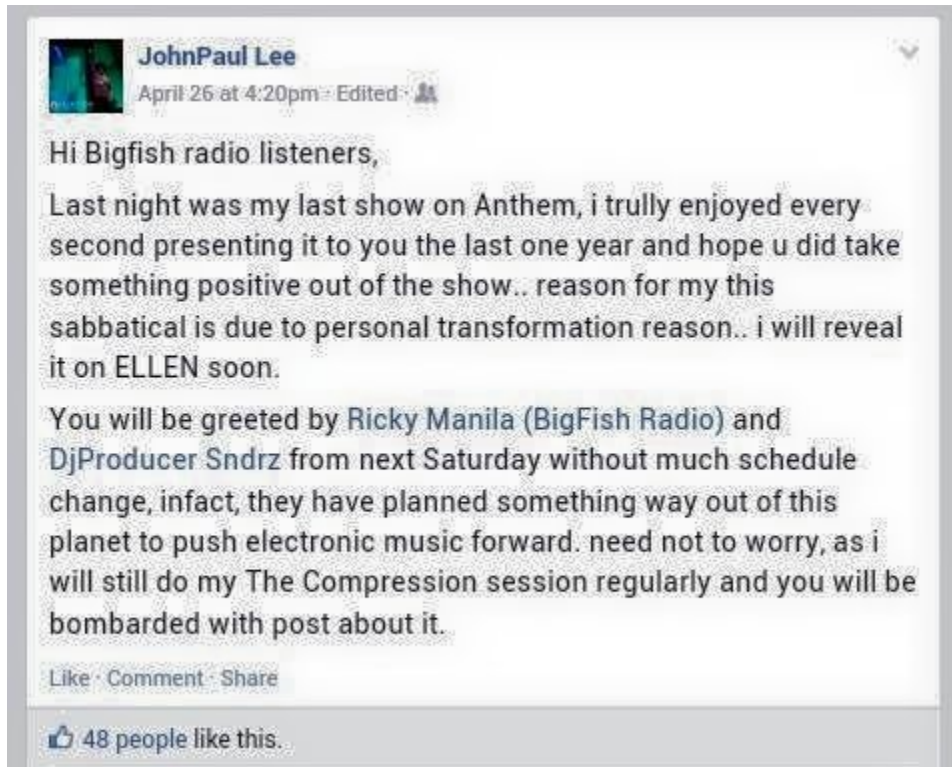 JohnPaul Lee
April 26 at 4:20pm · Edited ·
Hi Bigfish radio listeners,
Last night was my last show on Anthem, i trully enjoyed every
second presenting it to you the last one year and hope u did take
something positive out of the show.. reason for my this
sabbatical is due to personal transformation reason.. i will reveal
it on ELLEN soon.
You will be greeted by Ricky Manila (BigFish Radio) and
DjProducer Sndrz from next Saturday without much schedule
change, infact, they have planned something way out of this
planet to push electronic music forward. need not to worry, as i
will still do my The Compression session regularly and you will be
bombarded with post about it.
Like · Comment · Share
48 people like this.